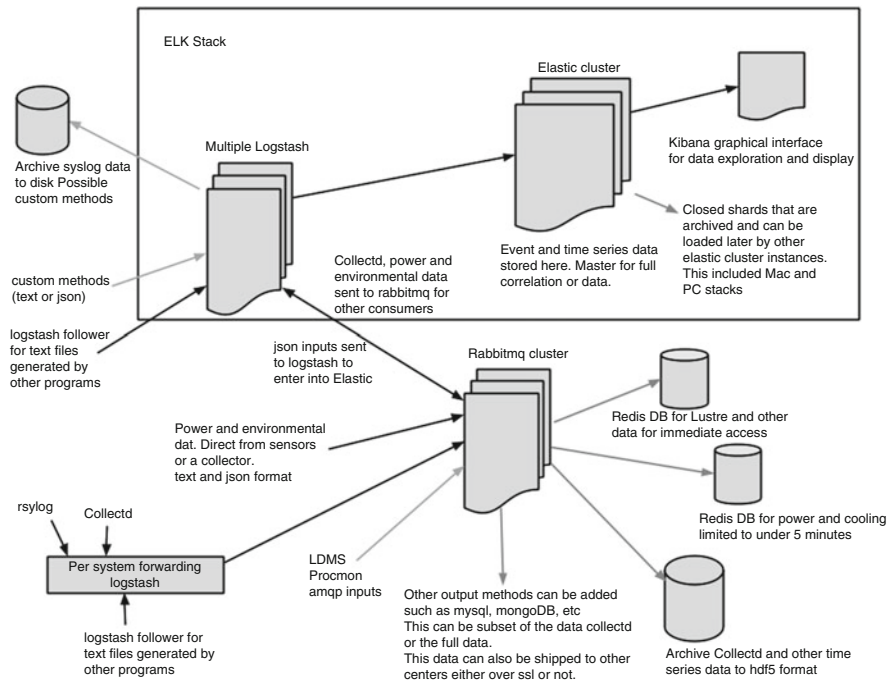 ELK Stack
Elastic cluster
Multiple Logstash
Archive syslog data
to disk Possible
custom methods
Kibana graphical interface
for data exploration and display
Closed shards that are
archived and can be
loaded later by other
elastic cluster instances.
This included Mac and
PC stacks
Event and time series data
stored here. Master for full
correlation or data.
Collectd, power and
environmental data
sent to rabbitmq for
other consumers
custom methods
(text or json)
logstash follower
for text files
generated by
other programs
json inputs sent
to logstash to
enter into Elastic
Rabbitmq cluster
Redis DB for Lustre and other
data for immediate access
Power and environmental
dat. Direct from sensors
or a collector.
text and json format
Redis DB for power and cooling
limited to under 5 minutes
rsylog
Collectd
Per system forwarding
logstash
LDMS
Procmon
amqp inputs
Other output methods can be added
such as mysql, mongoDB, etc
This can be subset of the data collectd
or the full data.
This data can also be shipped to other
centers either over ssl or not.
logstash follower for
text files generated by
other programs
Archive Collectd and other time
series data to hdf5 format